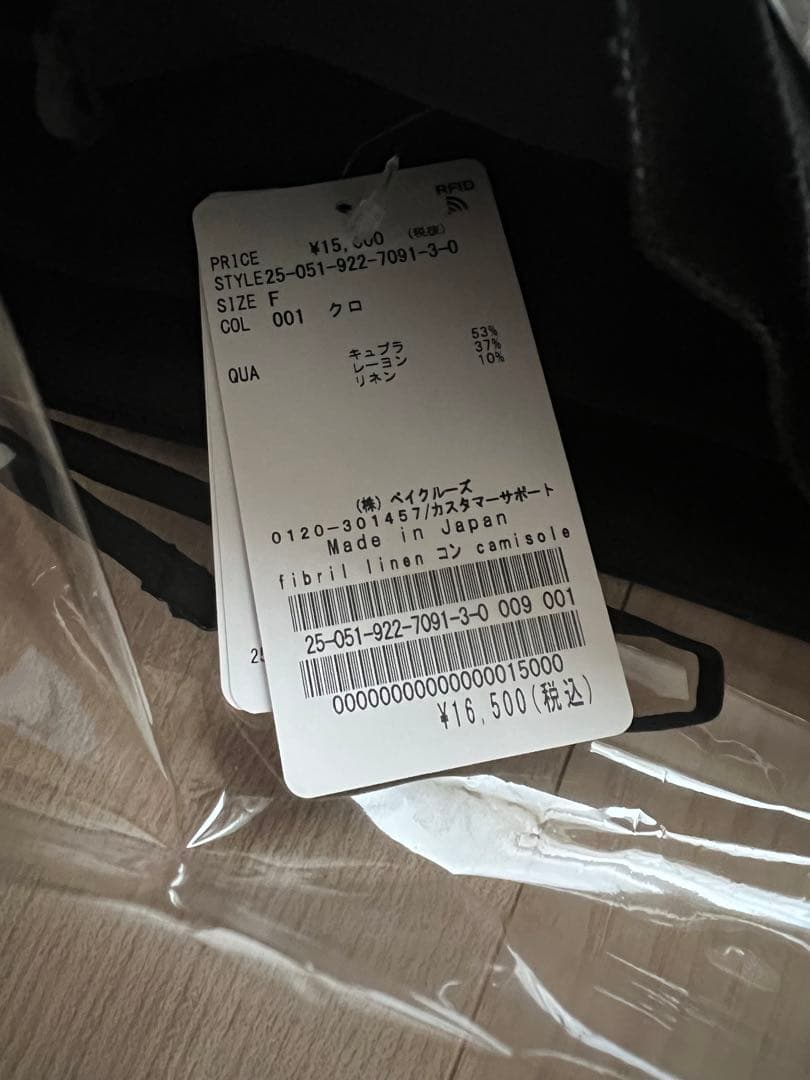 RFID
PRICE ¥15,000 (税抜)
STYLE25-051-922-7091-3-0
SIZE F
COL 001 クロ
QUA キュプラ 53%
レーヨン 37%
リネン 10%
(株) ベイクルーズ
0120-301457/カスタマーサポート
Made in Japan
fibril linen コン camisole
25-051-922-7091-3-0 009 001
00000000000000015000
¥16,500(税込)
25